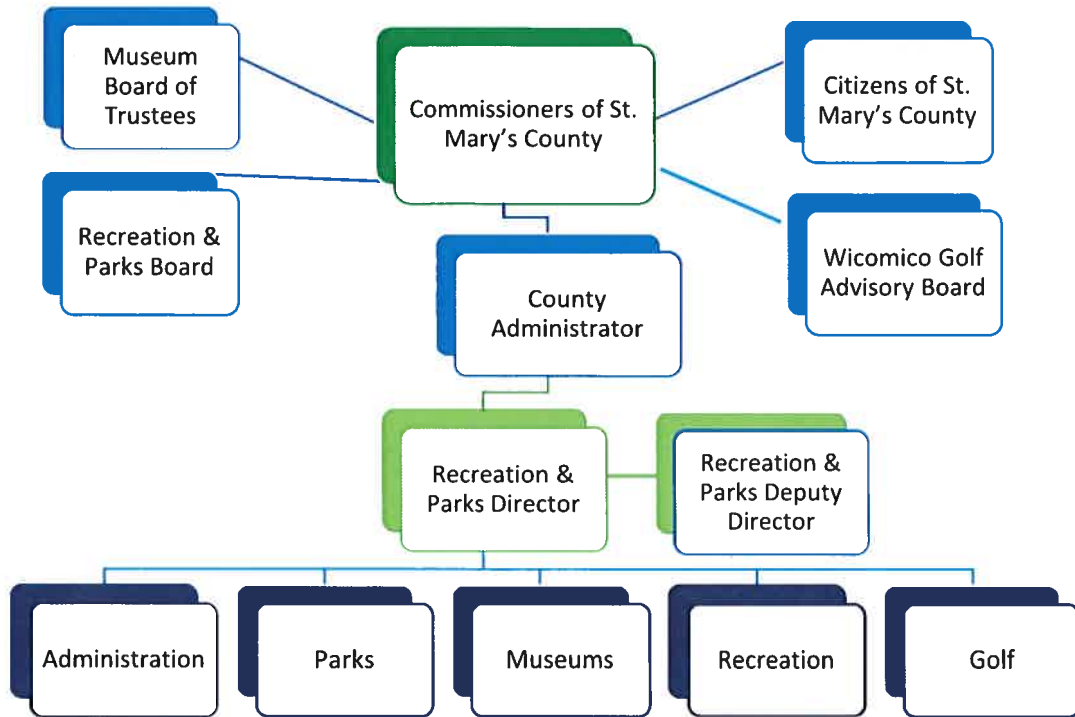 Museum
Board of
Trustees
Commissioners of St.
Mary's County
Citizens of St.
Mary's County
Recreation &
Parks Board
Wicomico Golf
Advisory Board
County
Administrator
Recreation &
Parks Director
Recreation &
Parks Deputy
Director
Administration
Parks
Museums
Recreation
Golf